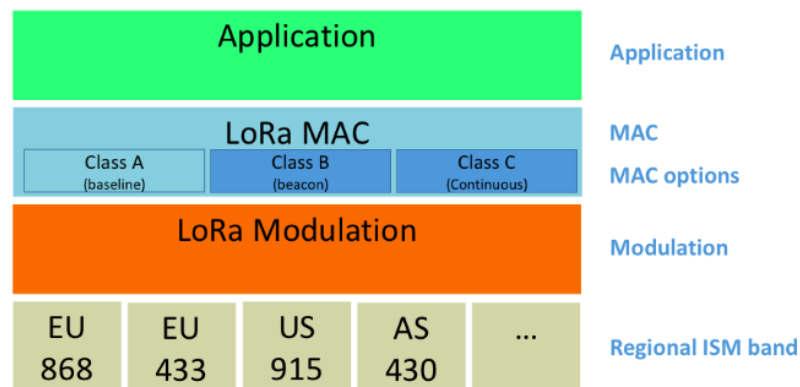 Application
Application
LoRa MAC
MAC
Class A
(baseline)
Class B
(beacon)
Class C
(Continuous)
MAC options
LoRa Modulation
Modulation
EU
868
EU
433
US
915
AS
430
...
Regional ISM band